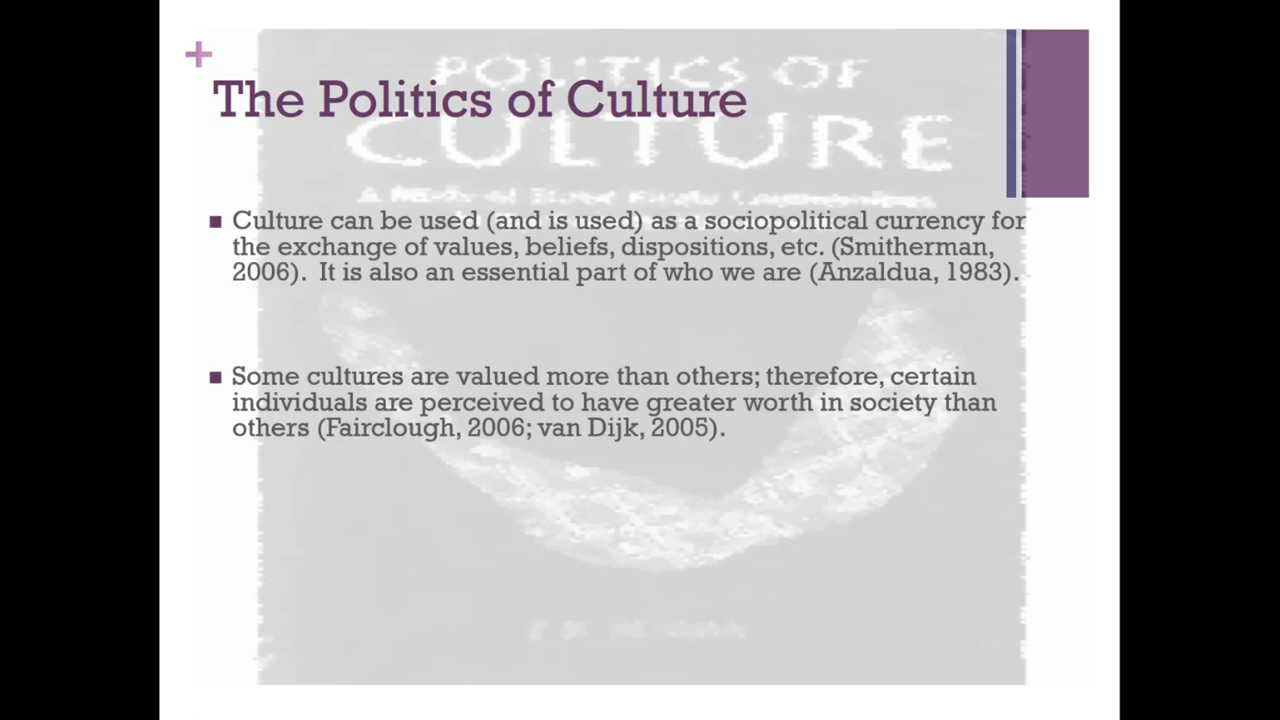 +
POLITICS OF
The Politics of Culture
CULTURE
■ Culture can be used (and is used) as a sociopolitical currency for
the exchange of values, beliefs, dispositions, etc. (Smitherman,
2006).  It is also an essential part of who we are (Anzaldua, 1983).
■ Some cultures are valued more than others; therefore, certain
individuals are perceived to have greater worth in society than
others (Fairclough, 2006; van Dijk, 2005).